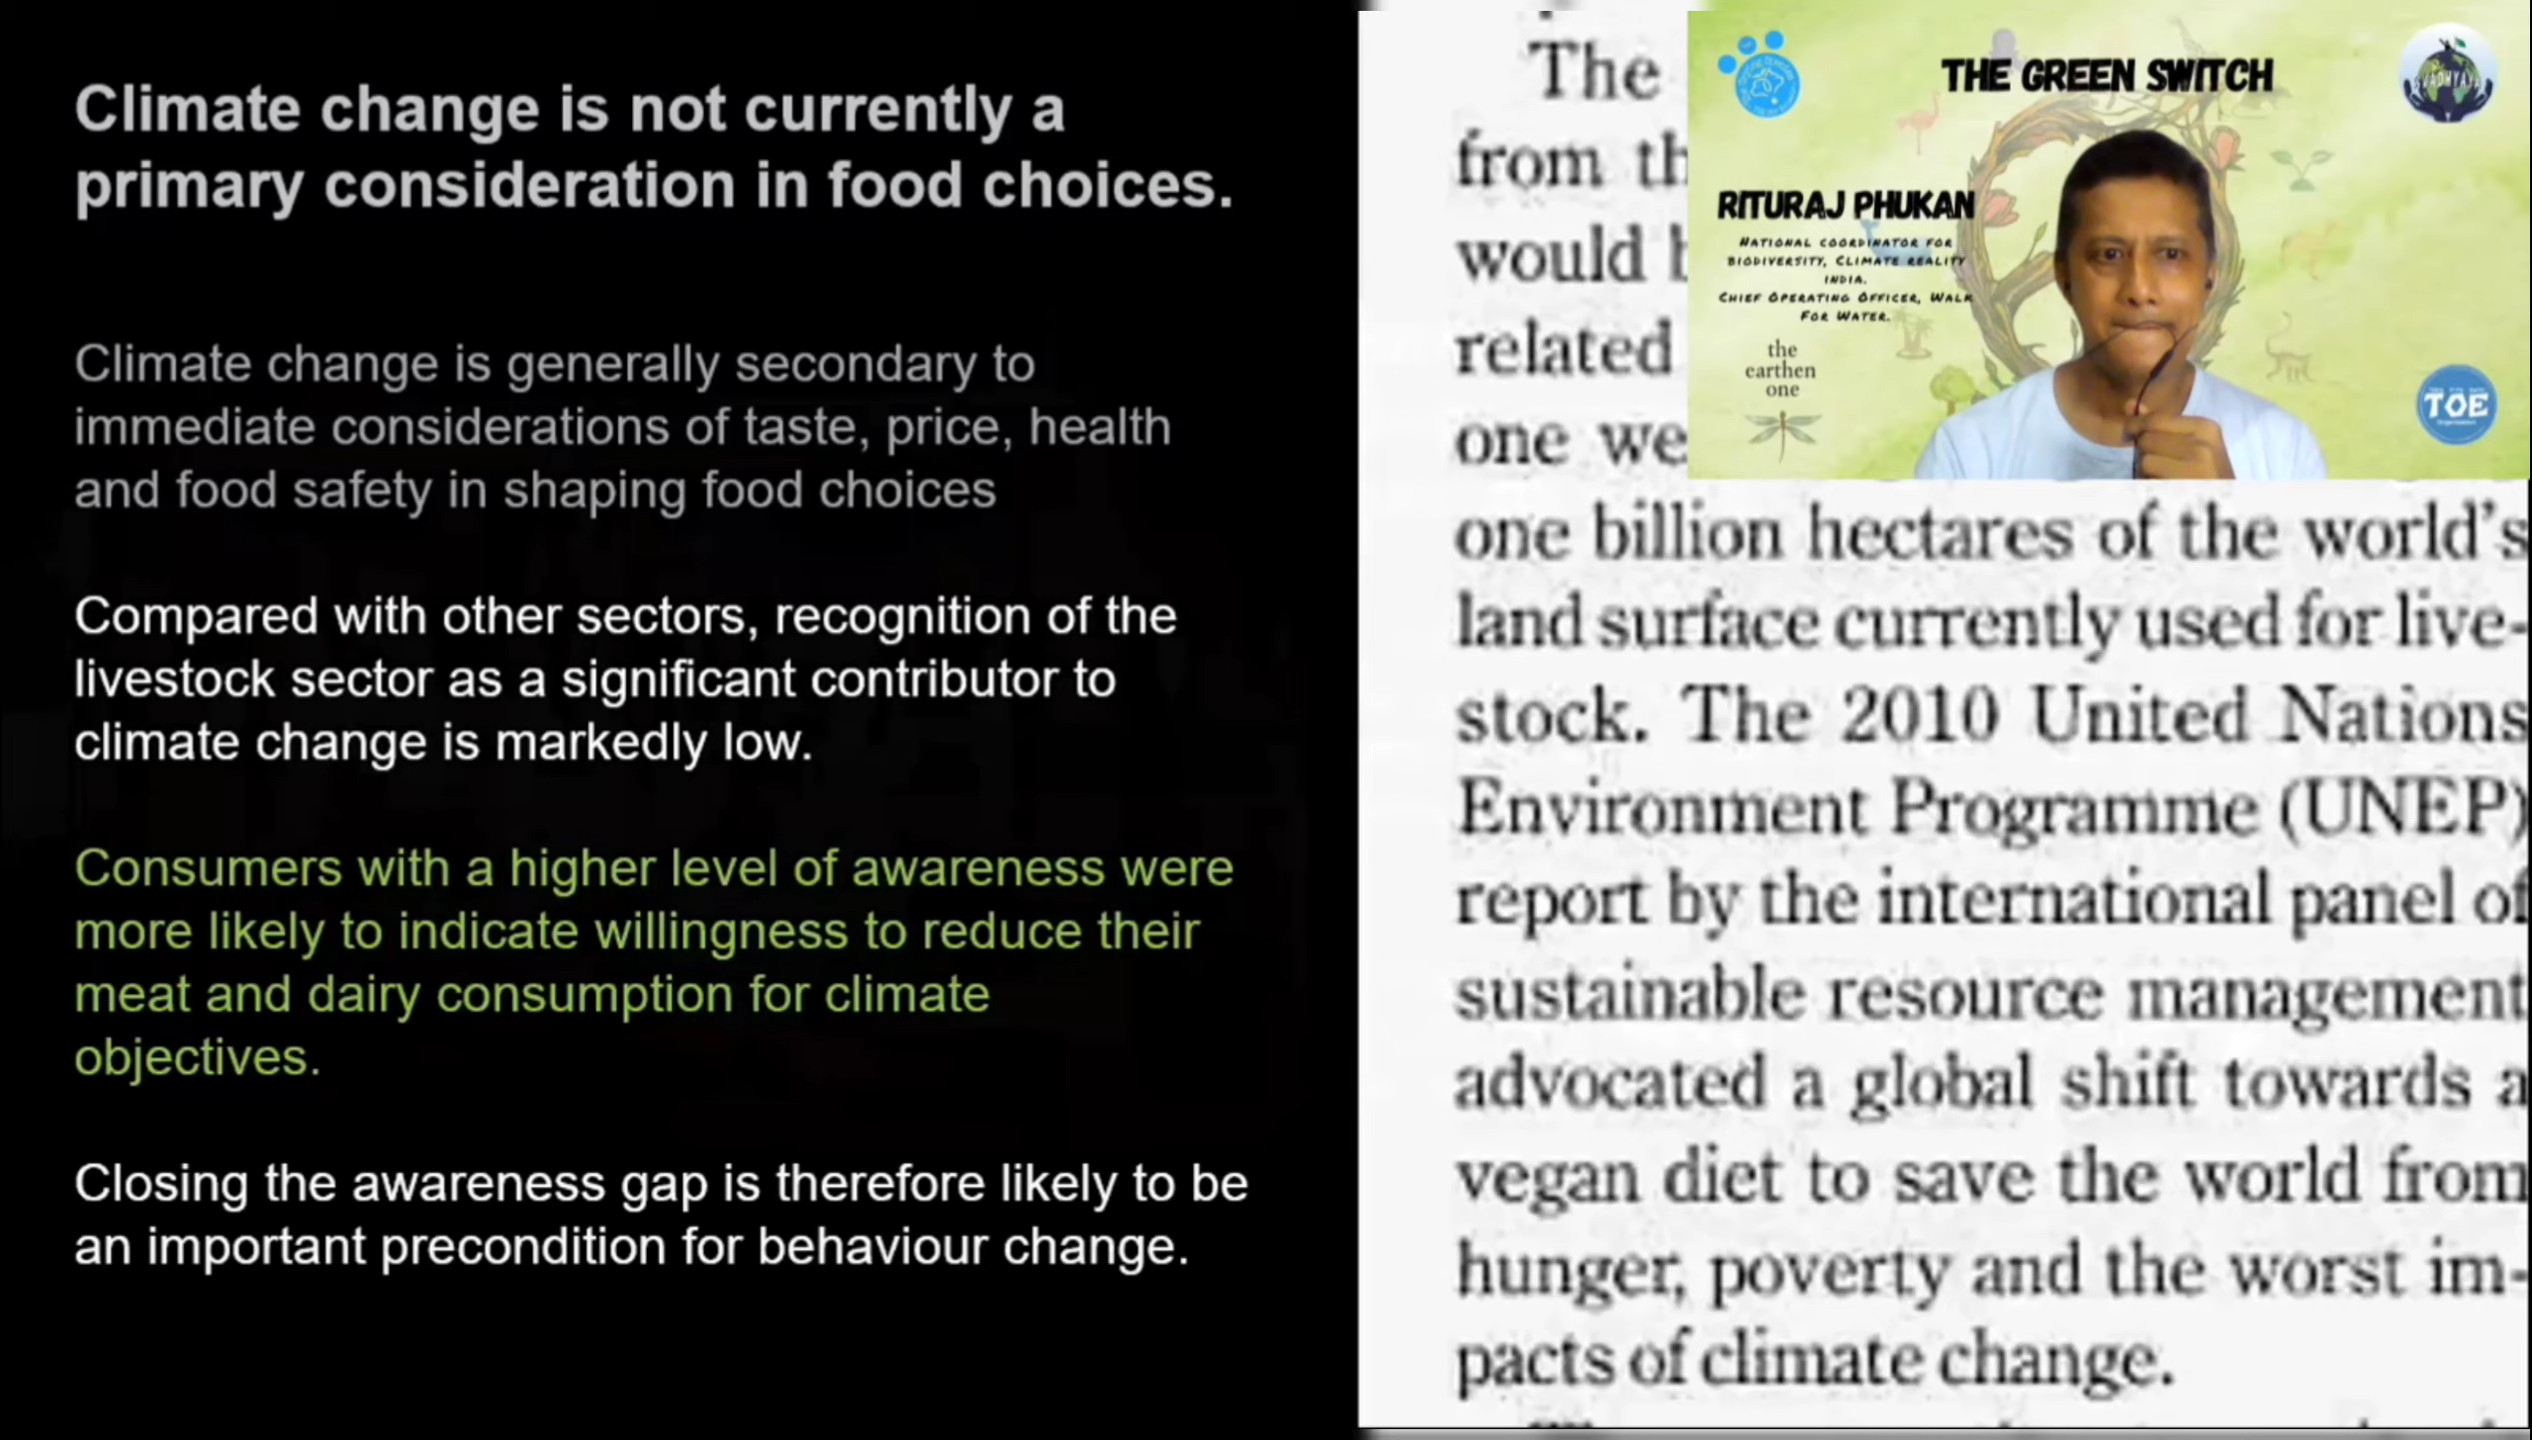 Climate change is not currently a
primary consideration in food choices.
Climate change is generally secondary to
immediate considerations of taste, price, health
and food safety in shaping food choices
Compared with other sectors, recognition of the
livestock sector as a significant contributor to
climate change is markedly low.
Consumers with a higher level of awareness were
more likely to indicate willingness to reduce their
meat and dairy consumption for climate
objectives.
Closing the awareness gap is therefore likely to be
an important precondition for behaviour change.
The
from
would
related
one
one billion hectares of the world's
land surface currently used for live-
stock. The 2010 United Nations
Environment Programme (UNEP)
report by the international panel of
sustainable resource management
advocated a global shift towards a
vegan diet to save the world from
hunger, poverty and the worst im-
pacts of climate change.
THE GREEN SWITCH
RITURAJ PHUKAN
NATIONAL COORDINATOR FOR
BIODIVERSITY, CLIMATE REALITY
INDIA.
CHIEF OPERATING OFFICER, WALK
FOR WATER.
the
earthen
one
TOE